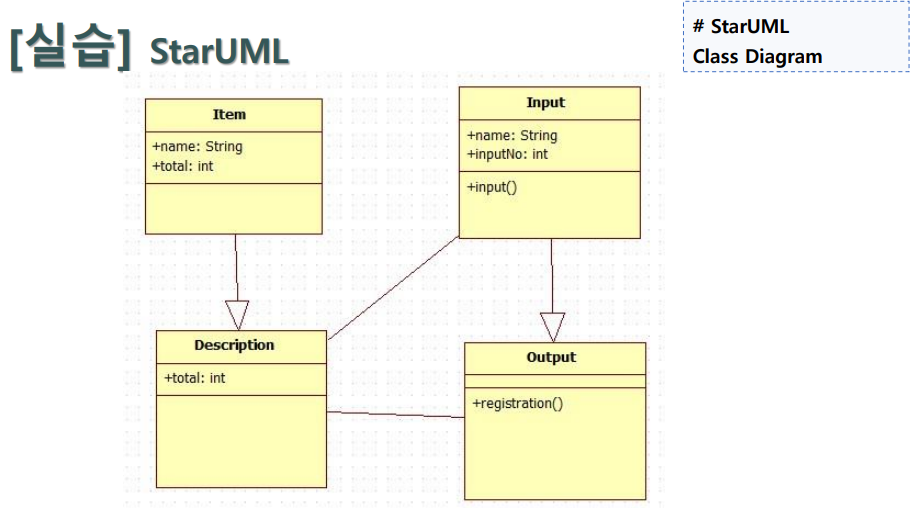 [실습] StarUML
# StarUML
Class Diagram
Item
+name: String
+total: int
Input
+name: String
+inputNo: int
+input()
Description
+total: int
Output
+registration()